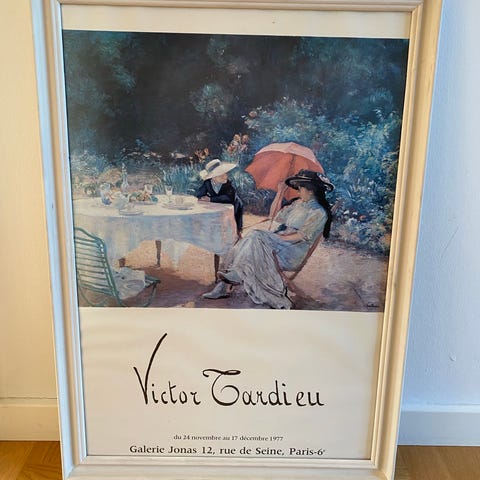 Victor Tardieu
du 24 novembre au 17 décembre 1977
Galerie Jonas 12, rue de Seine, Paris-6e